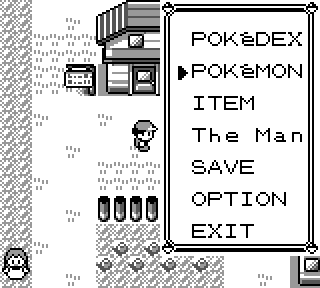 POKéDEX
POKéMON
ITEM
The Man
SAVE
OPTION
EXIT